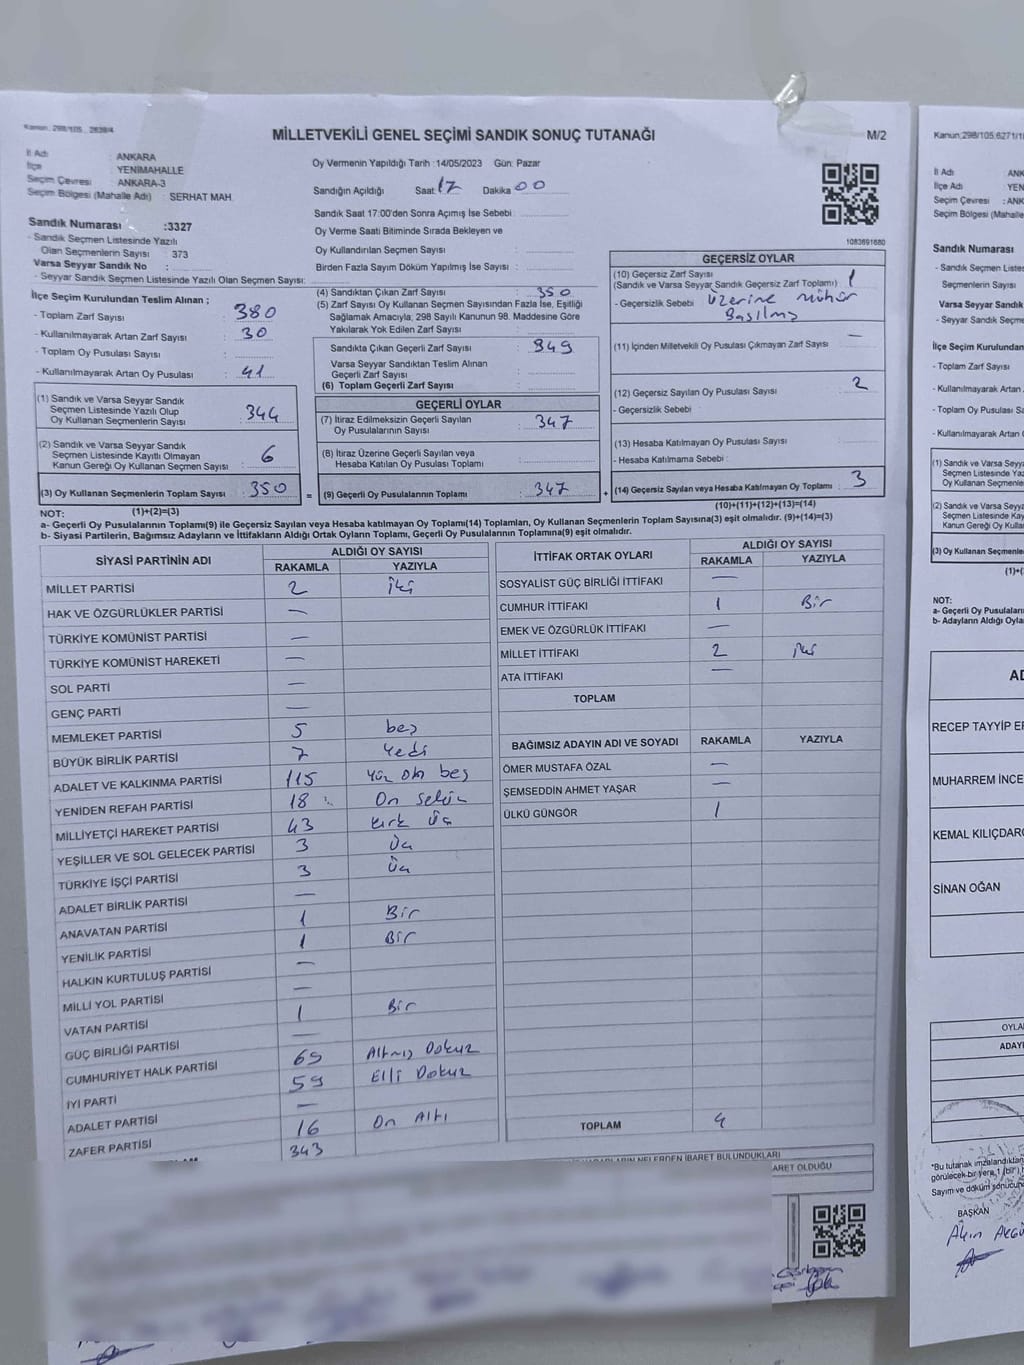 Kanun: 298/105., 2839/4
MİLLETVEKİLİ GENEL SEÇİMİ SANDIK SONUÇ TUTANAĞI
M/2
İl Adı : ANKARA
İlçe : YENİMAHALLE
Seçim Çevresi : ANKARA-3
Seçim Bölgesi (Mahalle Adı) : SERHAT MAH.
Oy Vermenin Yapıldığı Tarih :14/05/2023 Gün: Pazar
Sandığın Açıldığı Saat 17 Dakika 00
Sandık Saat 17:00'den Sonra Açımış İse Sebebi :
Oy Verme Saati Bitiminde Sırada Bekleyen ve
Oy Kullandırılan Seçmen Sayısı :
Birden Fazla Sayım Döküm Yapılmış İse Sayısı :
1083691680
Sandık Numarası :3327
- Sandık Seçmen Listesinde Yazılı
Olan Seçmenlerin Sayısı : 373
Varsa Seyyar Sandık No :
- Seyyar Sandık Seçmen Listesinde Yazılı Olan Seçmen Sayısı:
İlçe Seçim Kurulundan Teslim Alınan ;
- Toplam Zarf Sayısı : 380
- Kullanılmayarak Artan Zarf Sayısı : 30
- Toplam Oy Pusulası Sayısı :
- Kullanılmayarak Artan Oy Pusulası : 41
(1) Sandık ve Varsa Seyyar Sandık
Seçmen Listesinde Yazılı Olup
Oy Kullanan Seçmenlerin Sayısı : 344
(2) Sandık ve Varsa Seyyar Sandık
Seçmen Listesinde Kayıtlı Olmayan
Kanun Gereği Oy Kullanan Seçmen Sayısı : 6
(3) Oy Kullanan Seçmenlerin Toplam Sayısı : 350
(4) Sandıktan Çıkan Zarf Sayısı : 350
(5) Zarf Sayısı Oy Kullanan Seçmen Sayısından Fazla İse, Eşitliği
Sağlamak Amacıyla, 298 Sayılı Kanunun 98. Maddesine Göre
Yakılarak Yok Edilen Zarf Sayısı :
Sandıkta Çıkan Geçerli Zarf Sayısı : 349
Varsa Seyyar Sandıktan Teslim Alınan
Geçerli Zarf Sayısı :
(6) Toplam Geçerli Zarf Sayısı :
GEÇERLİ OYLAR
(7) İtiraz Edilmeksizin Geçerli Sayılan
Oy Pusulalarının Sayısı : 347
(8) İtiraz Üzerine Geçerli Sayılan veya
Hesaba Katılan Oy Pusulası Toplamı :
= (9) Geçerli Oy Pusulalarının Toplamı : 347 +
GEÇERSİZ OYLAR
(10) Geçersiz Zarf Sayısı
(Sandık ve Varsa Seyyar Sandık Geçersiz Zarf Toplamı) : 1
- Geçersizlik Sebebi : üzerine mühür
Basılmış
(11) İçinden Milletvekili Oy Pusulası Çıkmayan Zarf Sayısı : —
(12) Geçersiz Sayılan Oy Pusulası Sayısı : 2
- Geçersizlik Sebebi :
(13) Hesaba Katılmayan Oy Pusulası Sayısı :
- Hesaba Katılmama Sebebi :
(14) Geçersiz Sayılan veya Hesaba Katılmayan Oy Toplamı : 3
NOT: (1)+(2)=(3)
(10)+(11)+(12)+(13)=(14)
a- Geçerli Oy Pusulalarının Toplamı(9) ile Geçersiz Sayılan veya Hesaba katılmayan Oy Toplamı(14) Toplamları, Oy Kullanan Seçmenlerin Toplam Sayısına(3) eşit olmalıdır. (9)+(14)=(3)
b- Siyasi Partilerin, Bağımsız Adayların ve İttifakların Aldığı Ortak Oyların Toplamı, Geçerli Oy Pusulalarının Toplamına(9) eşit olmalıdır.
SİYASİ PARTİNİN ADI ALDIĞI OY SAYISI
RAKAMLA YAZIYLA
MİLLET PARTİSİ 2 iki
HAK VE ÖZGÜRLÜKLER PARTİSİ —
TÜRKİYE KOMÜNİST PARTİSİ —
TÜRKİYE KOMÜNİST HAREKETİ —
SOL PARTİ —
GENÇ PARTİ —
MEMLEKET PARTİSİ 5 beş
BÜYÜK BİRLİK PARTİSİ 7 Yedi
ADALET VE KALKINMA PARTİSİ 115 Yüz on beş
YENİDEN REFAH PARTİSİ 18 On sekiz
MİLLİYETÇİ HAREKET PARTİSİ 43 kırk üç
YEŞİLLER VE SOL GELECEK PARTİSİ 3 Üç
TÜRKİYE İŞÇİ PARTİSİ 3 Üç
ADALET BİRLİK PARTİSİ —
ANAVATAN PARTİSİ 1 Bir
YENİLİK PARTİSİ 1 Bir
HALKIN KURTULUŞ PARTİSİ —
MİLLİ YOL PARTİSİ —
VATAN PARTİSİ 1 Bir
GÜÇ BİRLİĞİ PARTİSİ —
CUMHURİYET HALK PARTİSİ 69 Altmış Dokuz
İYİ PARTİ 59 Elli Dokuz
ADALET PARTİSİ —
ZAFER PARTİSİ 16 On Altı
343
İTTİFAK ORTAK OYLARI ALDIĞI OY SAYISI
RAKAMLA YAZIYLA
SOSYALİST GÜÇ BİRLİĞİ İTTİFAKI —
CUMHUR İTTİFAKI 1 Bir
EMEK VE ÖZGÜRLÜK İTTİFAKI —
MİLLET İTTİFAKI 2 iki
ATA İTTİFAKI —
TOPLAM
BAĞIMSIZ ADAYIN ADI VE SOYADI RAKAMLA YAZIYLA
ÖMER MUSTAFA ÖZAL —
ŞEMSEDDİN AHMET YAŞAR —
ÜLKÜ GÜNGÖR 1
TOPLAM 4
NELERDEN İBARET BULUNDUKLARI
ARET OLDUĞU
Kanun:298/105,6271/1
İl Adı : ANK
İlçe Adı : YEN
Seçim Çevresi : ANK
Seçim Bölgesi (Mahalle
Sandık Numarası
- Sandık Seçmen Listes
Seçmenlerin Sayısı
Varsa Seyyar Sandık
- Seyyar Sandık Seçme
İlçe Seçim Kurulundan
- Toplam Zarf Sayısı
- Kullanılmayarak Artan
- Toplam Oy Pusulası S
- Kullanılmayarak Artan
(1) Sandık ve Varsa Seyya
Seçmen Listesinde Yaz
Oy Kullanan Seçmenler
(2) Sandık ve Varsa Seyya
Seçmen Listesinde Kay
Kanun Gereği Oy Kullan
(3) Oy Kullanan Seçmenle
(1)+(
NOT:
a- Geçerli Oy Pusulaların
b- Adayların Aldığı Oyla
AD
RECEP TAYYİP ER
MUHARREM İNCE
KEMAL KILIÇDARO
SİNAN OĞAN
OYLA
ADAYI
"Bu tutanak imzalandıktan
görülecek bir yere 1 (bir)
Sayım ve döküm sonucun
BAŞKAN